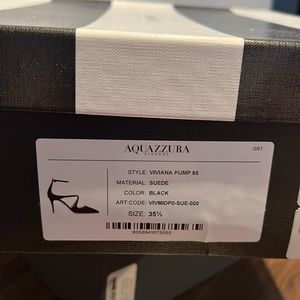 AQUAZZURA
FIRENZE
GS1
STYLE: VIVIANA PUMP 85
MATERIAL: SUEDE
COLOR: BLACK
ART.CODE: VIVMIDP0-SUE-000
SIZE: 35½